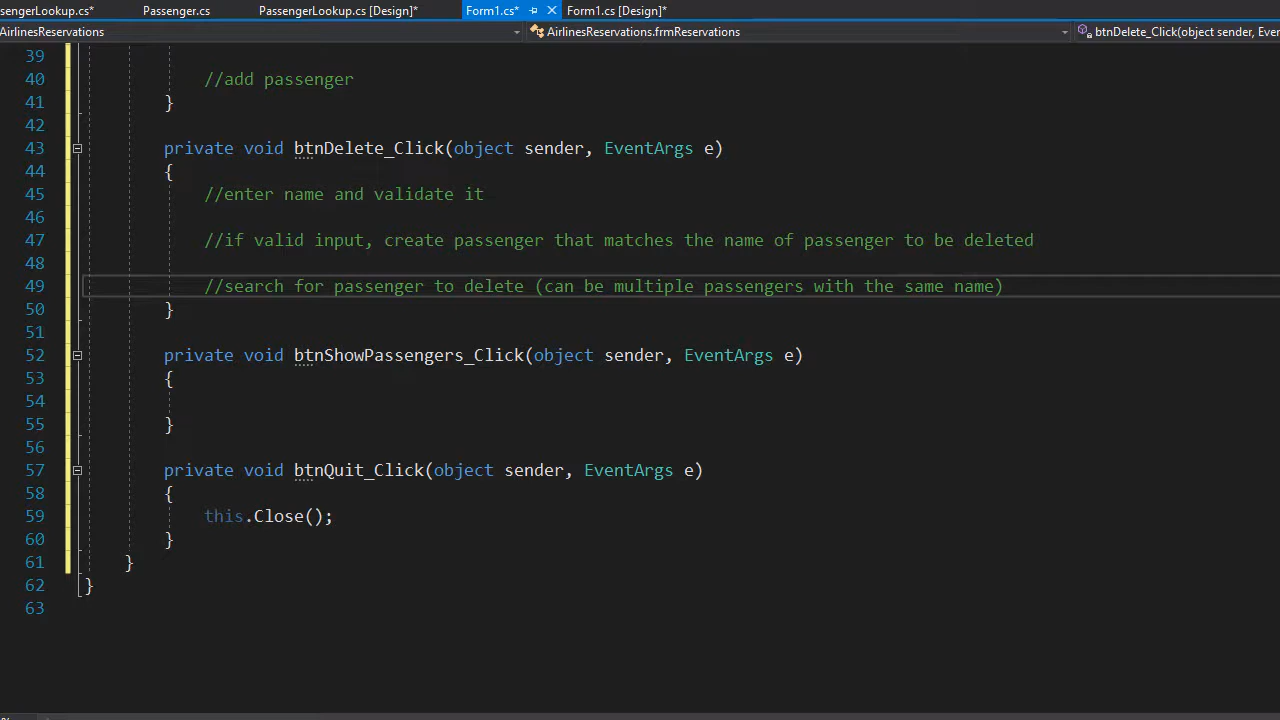 sengerLookup.cs* Passenger.cs PassengerLookup.cs [Design]* Form1.cs* Form1.cs [Design]*
AirlinesReservations AirlinesReservations.frmReservations btnDelete_Click(object sender, Even
39
40 //add passenger
41 }
42
43 private void btnDelete_Click(object sender, EventArgs e)
44 {
45 //enter name and validate it
46
47 //if valid input, create passenger that matches the name of passenger to be deleted
48
49 //search for passenger to delete (can be multiple passengers with the same name)
50 }
51
52 private void btnShowPassengers_Click(object sender, EventArgs e)
53 {
54
55 }
56
57 private void btnQuit_Click(object sender, EventArgs e)
58 {
59 this.Close();
60 }
61 }
62 }
63